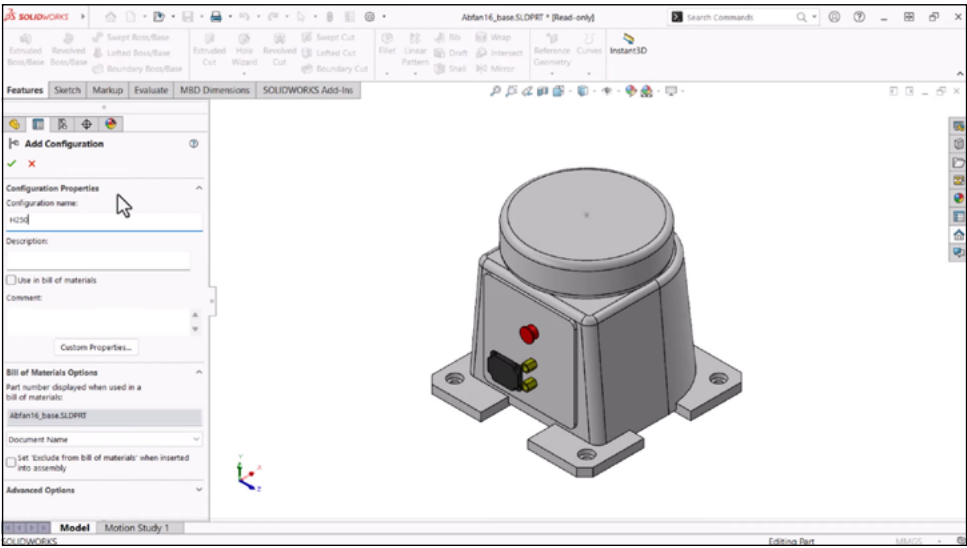 SOLIDWORKS
Abfan16_base.SLDPRT * [Read-only]
Search Commands
Extruded Boss/Base
Revolved Boss/Base
Swept Boss/Base
Lofted Boss/Base
Boundary Boss/Base
Extruded Cut
Hole Wizard
Revolved Cut
Swept Cut
Lofted Cut
Boundary Cut
Fillet
Linear Pattern
Rib
Draft
Shell
Wrap
Intersect
Mirror
Reference Geometry
Curves
Instant3D
Features
Sketch
Markup
Evaluate
MBD Dimensions
SOLIDWORKS Add-Ins
Add Configuration
Configuration Properties
Configuration name:
H250
Description:
Use in bill of materials
Comment:
Custom Properties...
Bill of Materials Options
Part number displayed when used in a
bill of materials:
Abfan16_base.SLDPRT
Document Name
Set 'Exclude from bill of materials' when inserted
into assembly
Advanced Options
Y
X
Z
Model
Motion Study 1
SOLIDWORKS
Editing Part
MMGS